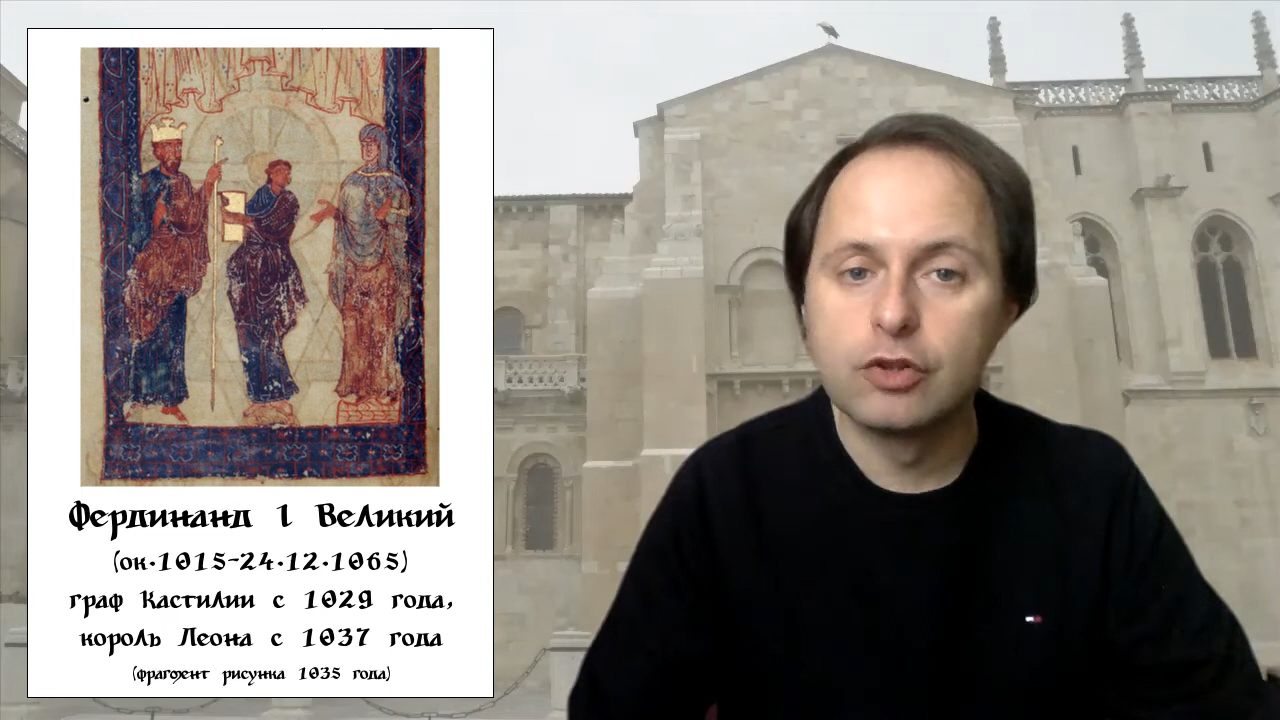 Фердинанд I Великий
(ок.1015-24.12.1065)
граф Кастилии с 1029 года,
король Леона с 1037 года
(фрагмент рисунка 1035 года)